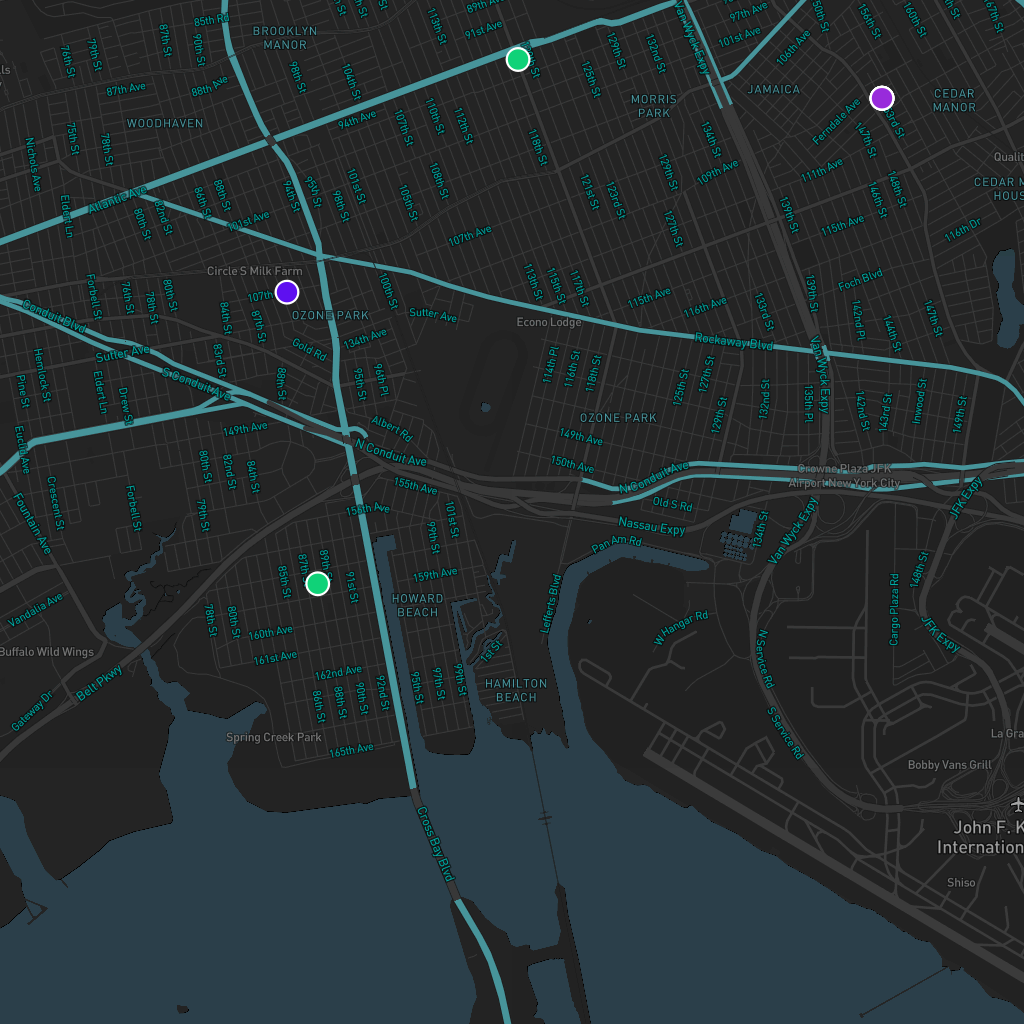 85th Rd
89th Ave
91st Ave
113th St
BROOKLYN
MANOR
87th St
90th St
79th St
76th St
98th St
104th St
129th St
132nd St
125th St
Van Wyck Expy
97th Ave
101st Ave
106th Ave
150th St
156th St
160th St
167th St
87th Ave
88th Ave
JAMAICA
MORRIS
PARK
CEDAR
MANOR
WOODHAVEN
94th Ave
107th St
110th St
112th St
118th St
134th St
Ferndale Ave
147th St
Nichols Ave
75th St
78th St
109th Ave
111th Ave
129th St
Atlantic Ave
Eldert Ln
80th St
82nd St
86th St
88th St
94th St
95th St
98th St
101st St
105th St
108th St
121st St
123rd St
127th St
139th St
146th St
148th St
115th Ave
116th Dr
101st Ave
107th Ave
Circle S Milk Farm
107th
OZONE PARK
Forbell St
76th St
78th St
80th St
84th St
87th St
100th St
Sutter Ave
113th St
115th St
117th St
115th Ave
116th Ave
133rd St
139th St
Foch Blvd
142nd Pl
144th St
147th St
Econo Lodge
Conduit Blvd
Sutter Ave
Gold Rd
134th Ave
Rockaway Blvd
Van Wyck Expy
Hemlock St
Pine St
Eldert Ln
Drew St
83rd St
88th St
95th St
96th Pl
S Conduit Ave
114th Pl
116th St
118th St
125th St
127th St
129th St
132nd St
135th Pl
142nd St
143rd St
Inwood St
149th St
OZONE PARK
Albert Rd
149th Ave
N Conduit Ave
149th Ave
150th Ave
N Conduit Ave
Crowne Plaza JFK
Airport New York City
Euclid Ave
Crescent St
Fountain Ave
80th St
82nd St
84th St
79th St
Forbell St
155th Ave
101st St
99th St
Old S Rd
Nassau Expy
Pan Am Rd
134th St
Van Wyck Expy
JFK Expy
148th St
85th St
87th
89th St
91st St
159th Ave
HOWARD
BEACH
Lefferts Blvd
W Hangar Rd
Cargo Plaza Rd
JFK Expy
Vandalia Ave
78th St
80th St
160th Ave
161st Ave
162nd Ave
1st St
99th St
HAMILTON
BEACH
Buffalo Wild Wings
Belt Pkwy
Gateway Dr
86th St
88th St
90th St
92nd St
95th St
97th St
S Service Rd
N
S Service Rd
Spring Creek Park
165th Ave
Bobby Vans Grill
Cross Bay Blvd
John F. K
International
Shiso